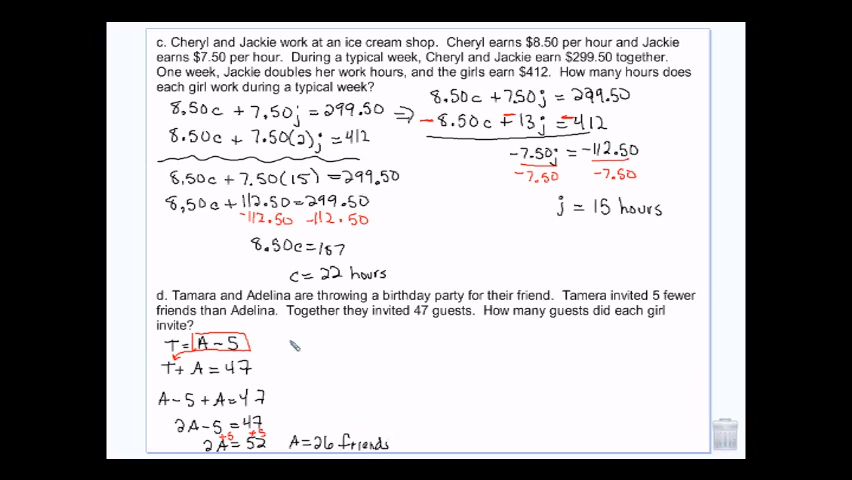 c. Cheryl and Jackie work at an ice cream shop. Cheryl earns $8.50 per hour and Jackie
earns $7.50 per hour. During a typical week, Cheryl and Jackie earn $299.50 together.
One week, Jackie doubles her work hours, and the girls earn $412. How many hours does
each girl work during a typical week?
8.50c + 7.50j = 299.50 ⇒
8.50c + 7.50(2)j = 412
8.50c + 7.50(15) = 299.50
8.50c + 112.50 = 299.50
-112.50 -112.50
8.50c = 187
c = 22 hours
8.50c + 7.50j = 299.50
- 8.50c + 13j = 412
-7.50j = -112.50
-7.50 -7.50
j = 15 hours
d. Tamara and Adelina are throwing a birthday party for their friend. Tamera invited 5 fewer
friends than Adelina. Together they invited 47 guests. How many guests did each girl
invite?
T = A - 5
T + A = 47
A - 5 + A = 47
2A - 5 = 47
+5 +5
2A = 52 A = 26 friends